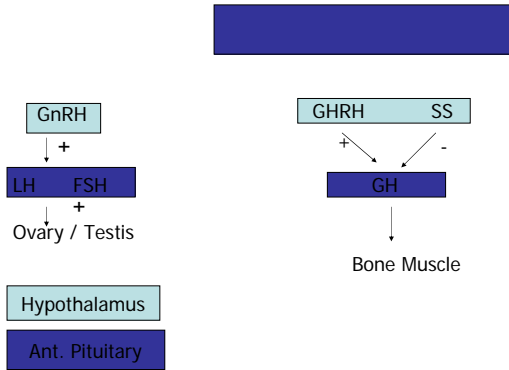 GnRH
+
LH FSH
+
Ovary / Testis
GHRH SS
+ -
GH
Bone Muscle
Hypothalamus
Ant. Pituitary